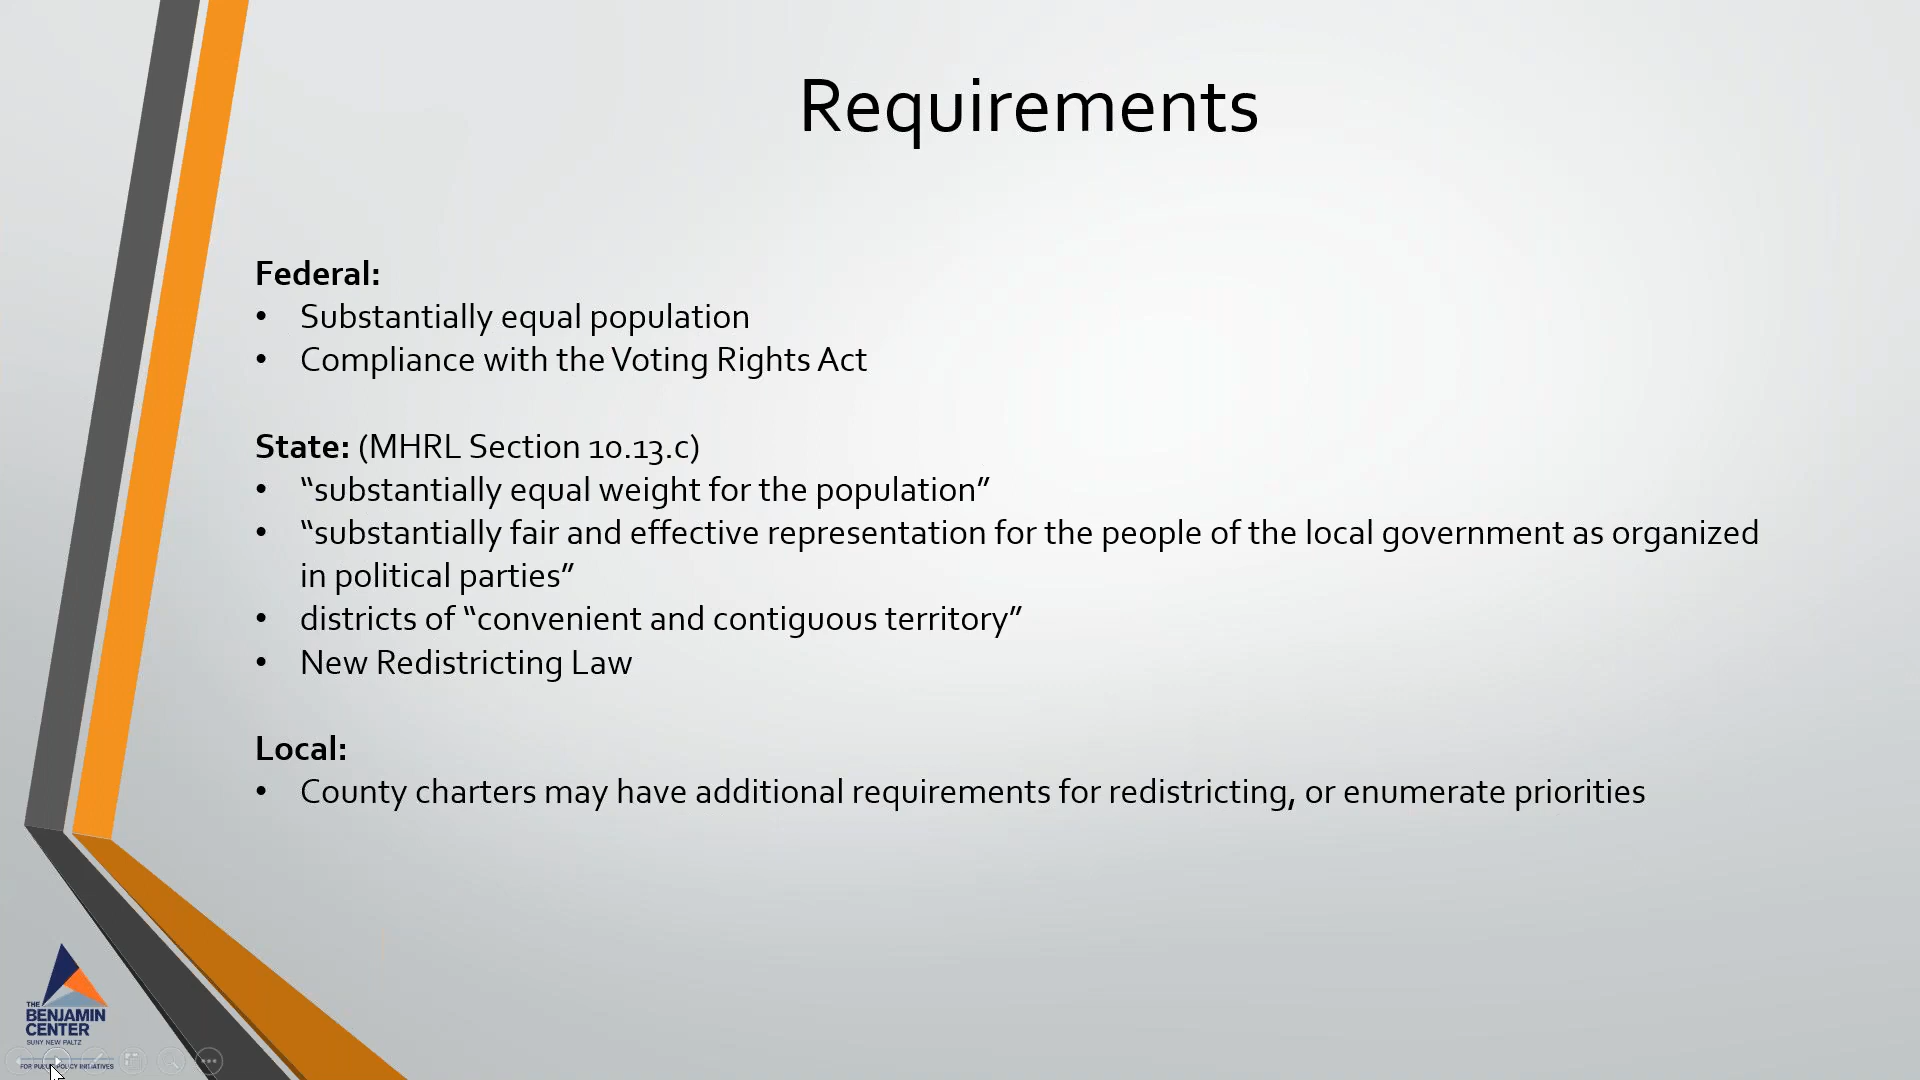 Requirements
Federal:
• Substantially equal population
• Compliance with the Voting Rights Act
State: (MHRL Section 10.13.c)
• “substantially equal weight for the population”
• “substantially fair and effective representation for the people of the local government as organized
in political parties”
• districts of “convenient and contiguous territory”
• New Redistricting Law
Local:
• County charters may have additional requirements for redistricting, or enumerate priorities
THE
BENJAMIN
CENTER
SUNY NEW PALTZ
FOR PUBLIC POLICY INITIATIVES